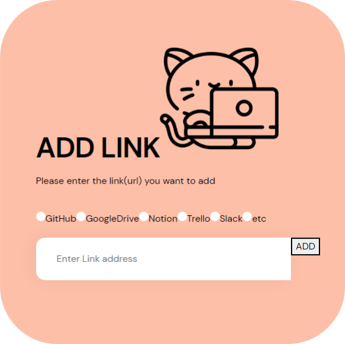 ADD LINK
Please enter the link(url) you want to add
GitHub GoogleDrive Notion Trello Slack etc
Enter Link address
ADD